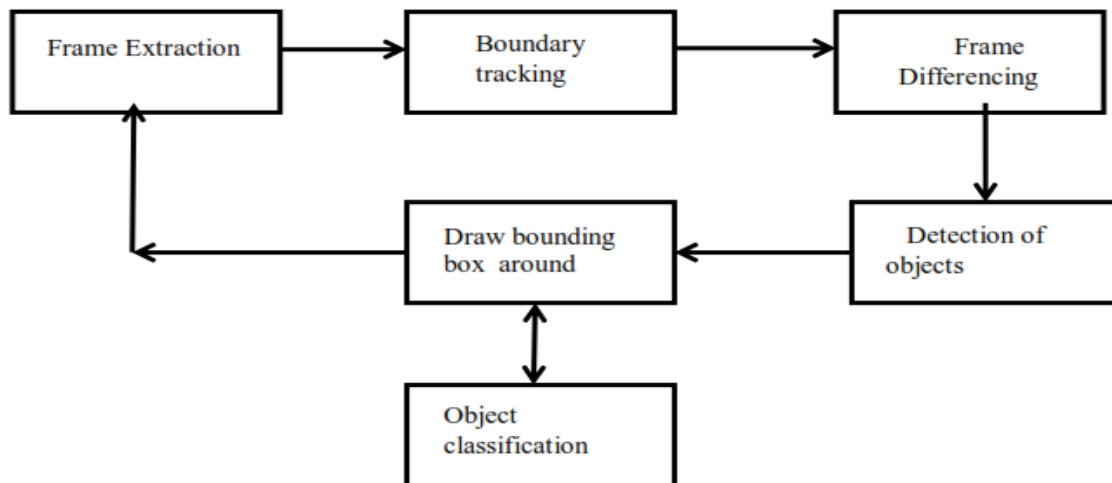 Frame Extraction
Boundary
tracking
Frame
Differencing
Draw bounding
box around
Detection of
objects
Object
classification